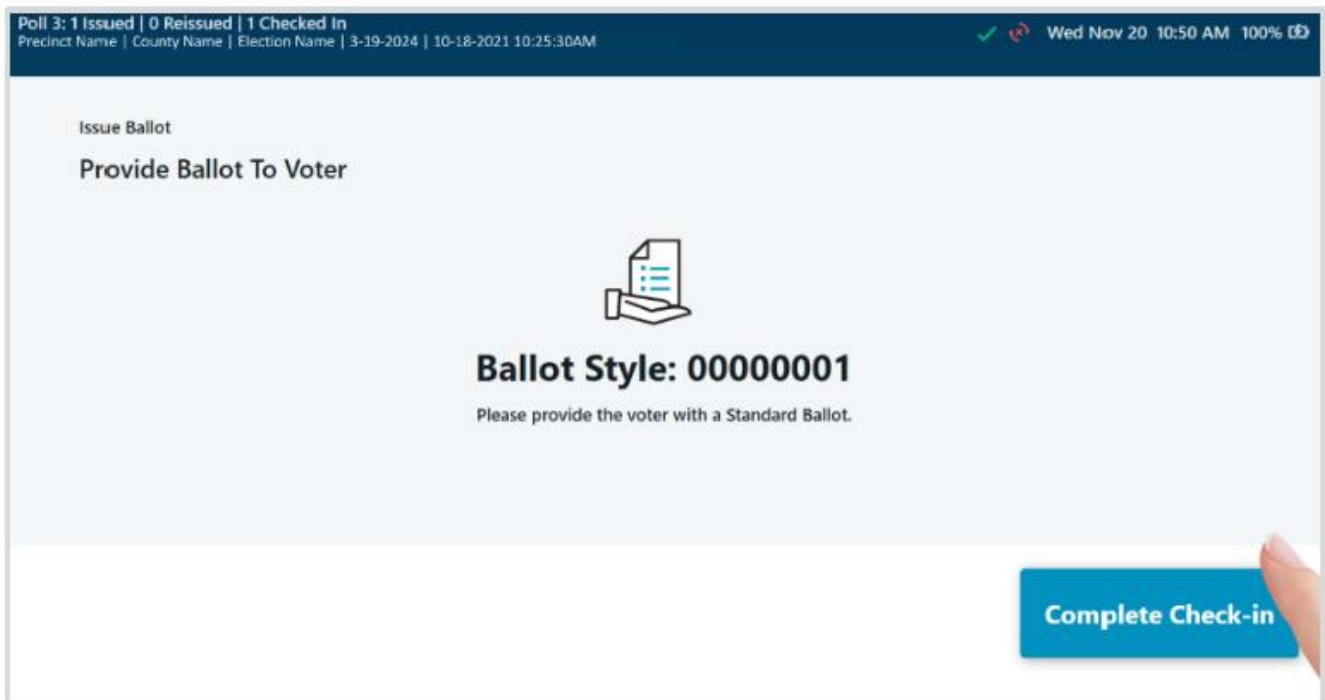 Poll 3: 1 Issued | 0 Reissued | 1 Checked In
Precinct Name | County Name | Election Name | 3-19-2024 | 10-18-2021 10:25:30AM
Wed Nov 20 10:50 AM 100%
Issue Ballot
Provide Ballot To Voter
Ballot Style: 00000001
Please provide the voter with a Standard Ballot.
Complete Check-in